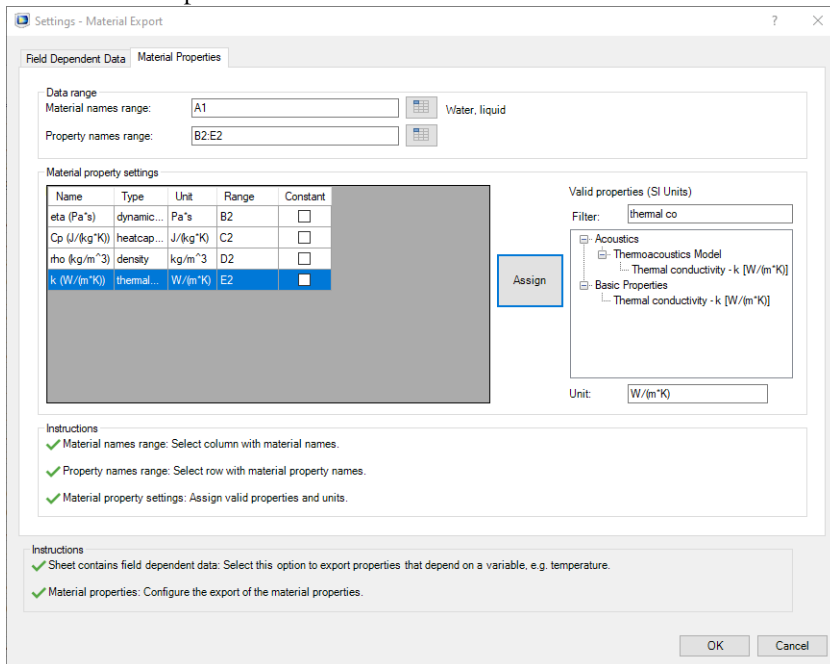 Settings - Material Export
Field Dependent Data Material Properties
Data range
Material names range: A1 Water, liquid
Property names range: B2:E2
Material property settings
Name Type Unit Range Constant
eta (Pa*s) dynamic... Pa*s B2
Cp (J/(kg*K)) heatcap... J/(kg*K) C2
rho (kg/m^3) density kg/m^3 D2
k (W/(m*K)) thermal... W/(m*K) E2
Assign
Valid properties (SI Units)
Filter: thermal co
Acoustics
Thermoacoustics Model
Thermal conductivity - k [W/(m*K)]
Basic Properties
Thermal conductivity - k [W/(m*K)]
Unit: W/(m*K)
Instructions
Material names range: Select column with material names.
Property names range: Select row with material property names.
Material property settings: Assign valid properties and units.
Instructions
Sheet contains field dependent data: Select this option to export properties that depend on a variable, e.g. temperature.
Material properties: Configure the export of the material properties.
OK Cancel